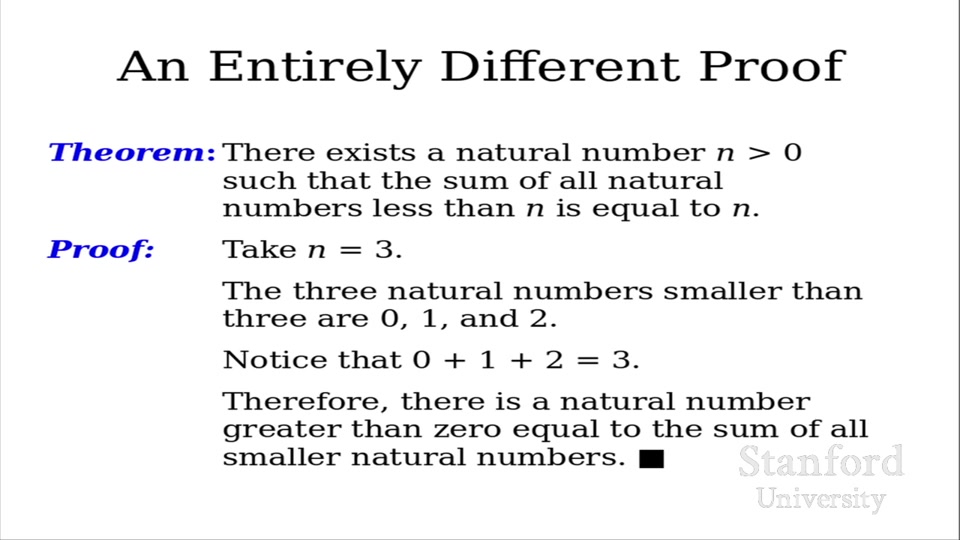 An Entirely Different Proof
Theorem: There exists a natural number n > 0
such that the sum of all natural
numbers less than n is equal to n.
Proof: Take n = 3.
The three natural numbers smaller than
three are 0, 1, and 2.
Notice that 0 + 1 + 2 = 3.
Therefore, there is a natural number
greater than zero equal to the sum of all
smaller natural numbers. ■
Stanford
University